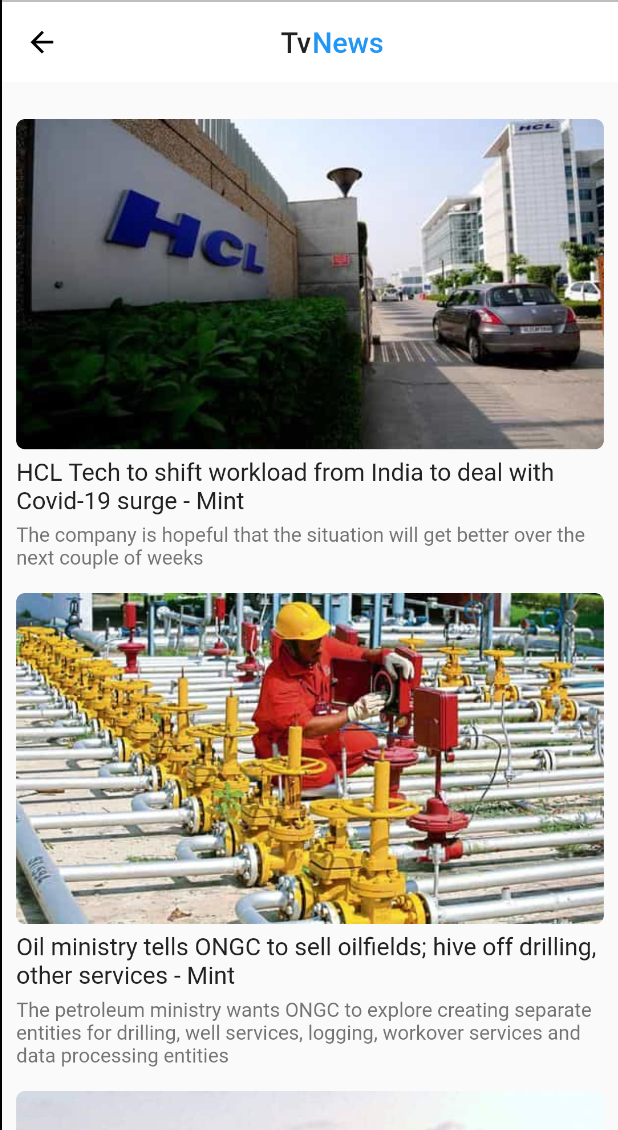 TvNews
HCL
HCL
HCL Tech to shift workload from India to deal with
Covid-19 surge - Mint
The company is hopeful that the situation will get better over the
next couple of weeks
Oil ministry tells ONGC to sell oilfields; hive off drilling,
other services - Mint
The petroleum ministry wants ONGC to explore creating separate
entities for drilling, well services, logging, workover services and
data processing entities